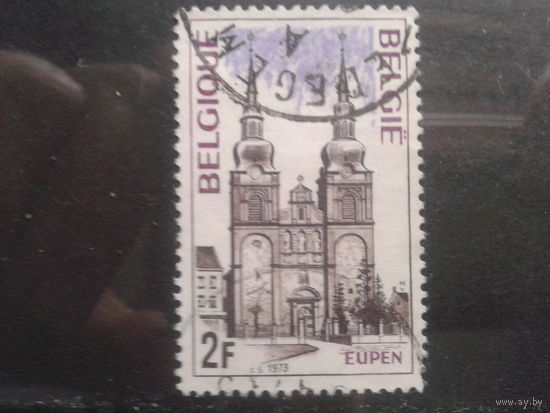 BELGIQUE
BELGIË
2F
EUPEN
c s 1973
www.ay.by